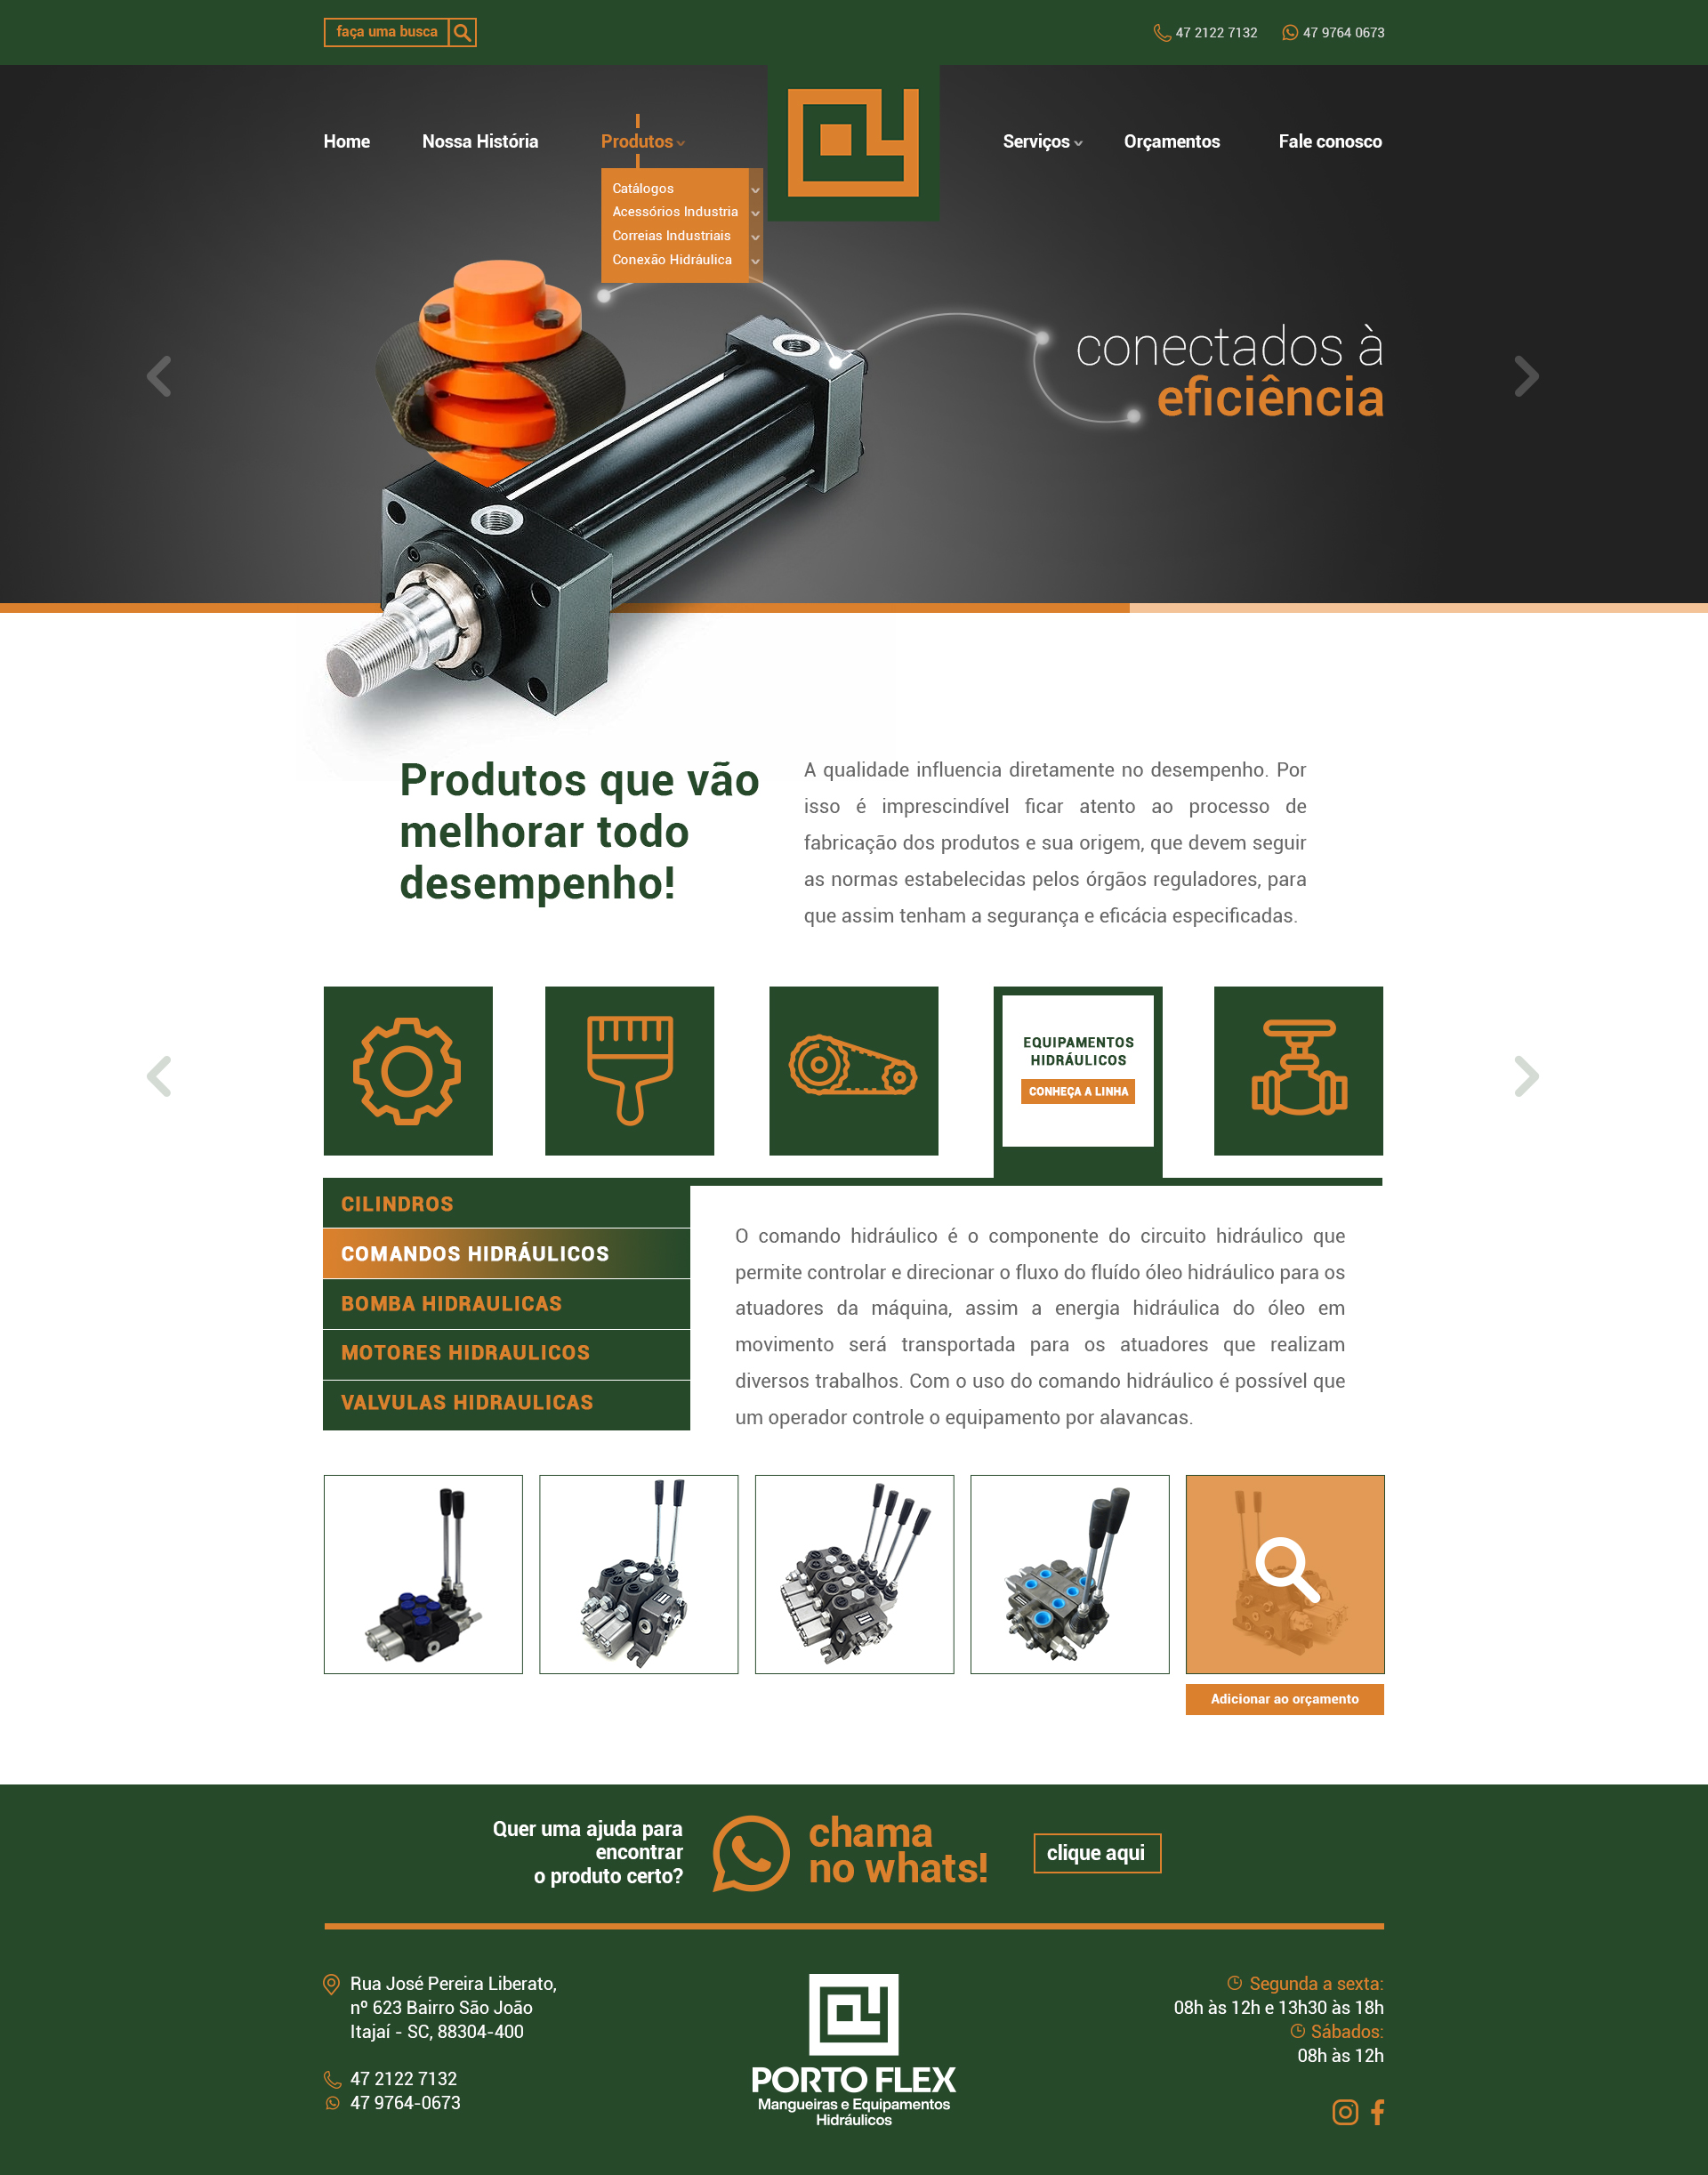 faça uma busca
47 2122 7132
47 9764 0673
Home
Nossa História
Produtos
Serviços
Orçamentos
Fale conosco
Catálogos
Acessórios Industria
Correias Industriais
Conexão Hidráulica
conectados à
eficiência
Produtos que vão
melhorar todo
desempenho!
A qualidade influencia diretamente no desempenho. Por
isso é imprescindível ficar atento ao processo de
fabricação dos produtos e sua origem, que devem seguir
as normas estabelecidas pelos órgãos reguladores, para
que assim tenham a segurança e eficácia especificadas.
EQUIPAMENTOS
HIDRÁULICOS
CONHEÇA A LINHA
CILINDROS
COMANDOS HIDRÁULICOS
BOMBA HIDRAULICAS
MOTORES HIDRAULICOS
VALVULAS HIDRAULICAS
O comando hidráulico é o componente do circuito hidráulico que
permite controlar e direcionar o fluxo do fluído óleo hidráulico para os
atuadores da máquina, assim a energia hidráulica do óleo em
movimento será transportada para os atuadores que realizam
diversos trabalhos. Com o uso do comando hidráulico é possível que
um operador controle o equipamento por alavancas.
Adicionar ao orçamento
Quer uma ajuda para
encontrar
o produto certo?
chama
no whats!
clique aqui
Rua José Pereira Liberato,
nº 623 Bairro São João
Itajaí - SC, 88304-400
47 2122 7132
47 9764-0673
PORTO FLEX
Mangueiras e Equipamentos
Hidráulicos
Segunda a sexta:
08h às 12h e 13h30 às 18h
Sábados:
08h às 12h